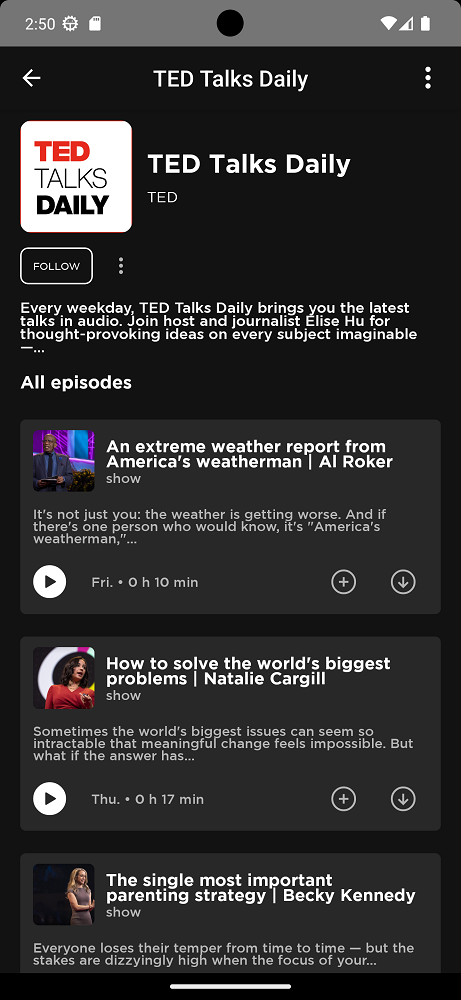 2:50
TED Talks Daily
TED
TALKS
DAILY
TED Talks Daily
TED
FOLLOW
Every weekday, TED Talks Daily brings you the latest
talks in audio. Join host and journalist Elise Hu for
thought-provoking ideas on every subject imaginable
—...
All episodes
An extreme weather report from
America's weatherman | Al Roker
show
It's not just you: the weather is getting worse. And if
there's one person who would know, it's "America's
weatherman,"...
Fri. • 0 h 10 min
How to solve the world's biggest
problems | Natalie Cargill
show
Sometimes the world's biggest issues can seem so
intractable that meaningful change feels impossible. But
what if the answer has...
Thu. • 0 h 17 min
The single most important
parenting strategy | Becky Kennedy
show
Everyone loses their temper from time to time — but the
stakes are dizzyingly high when the focus of your...